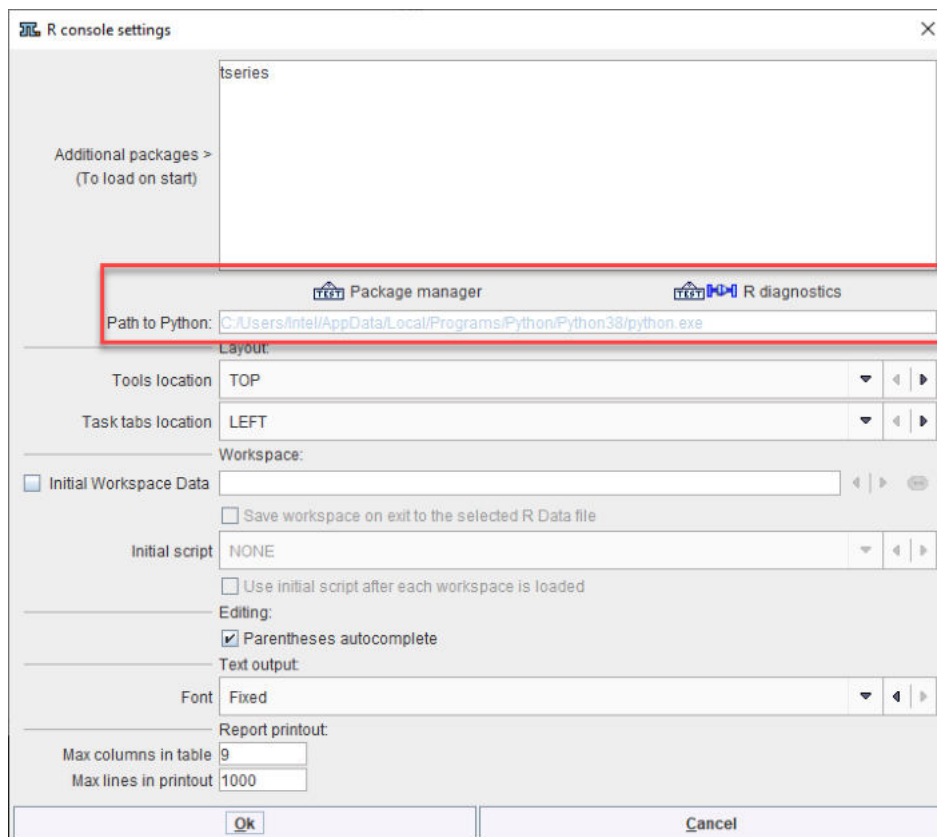 R console settings
tseries
Additional packages >
(To load on start)
TEST Package manager TEST R diagnostics
Path to Python: C:/Users/Intel/AppData/Local/Programs/Python/Python38/python.exe
Layout:
Tools location TOP
Task tabs location LEFT
Workspace:
Initial Workspace Data
Save workspace on exit to the selected R Data file
Initial script NONE
Use initial script after each workspace is loaded
Editing:
Parentheses autocomplete
Text output:
Font Fixed
Report printout:
Max columns in table 9
Max lines in printout 1000
Ok Cancel